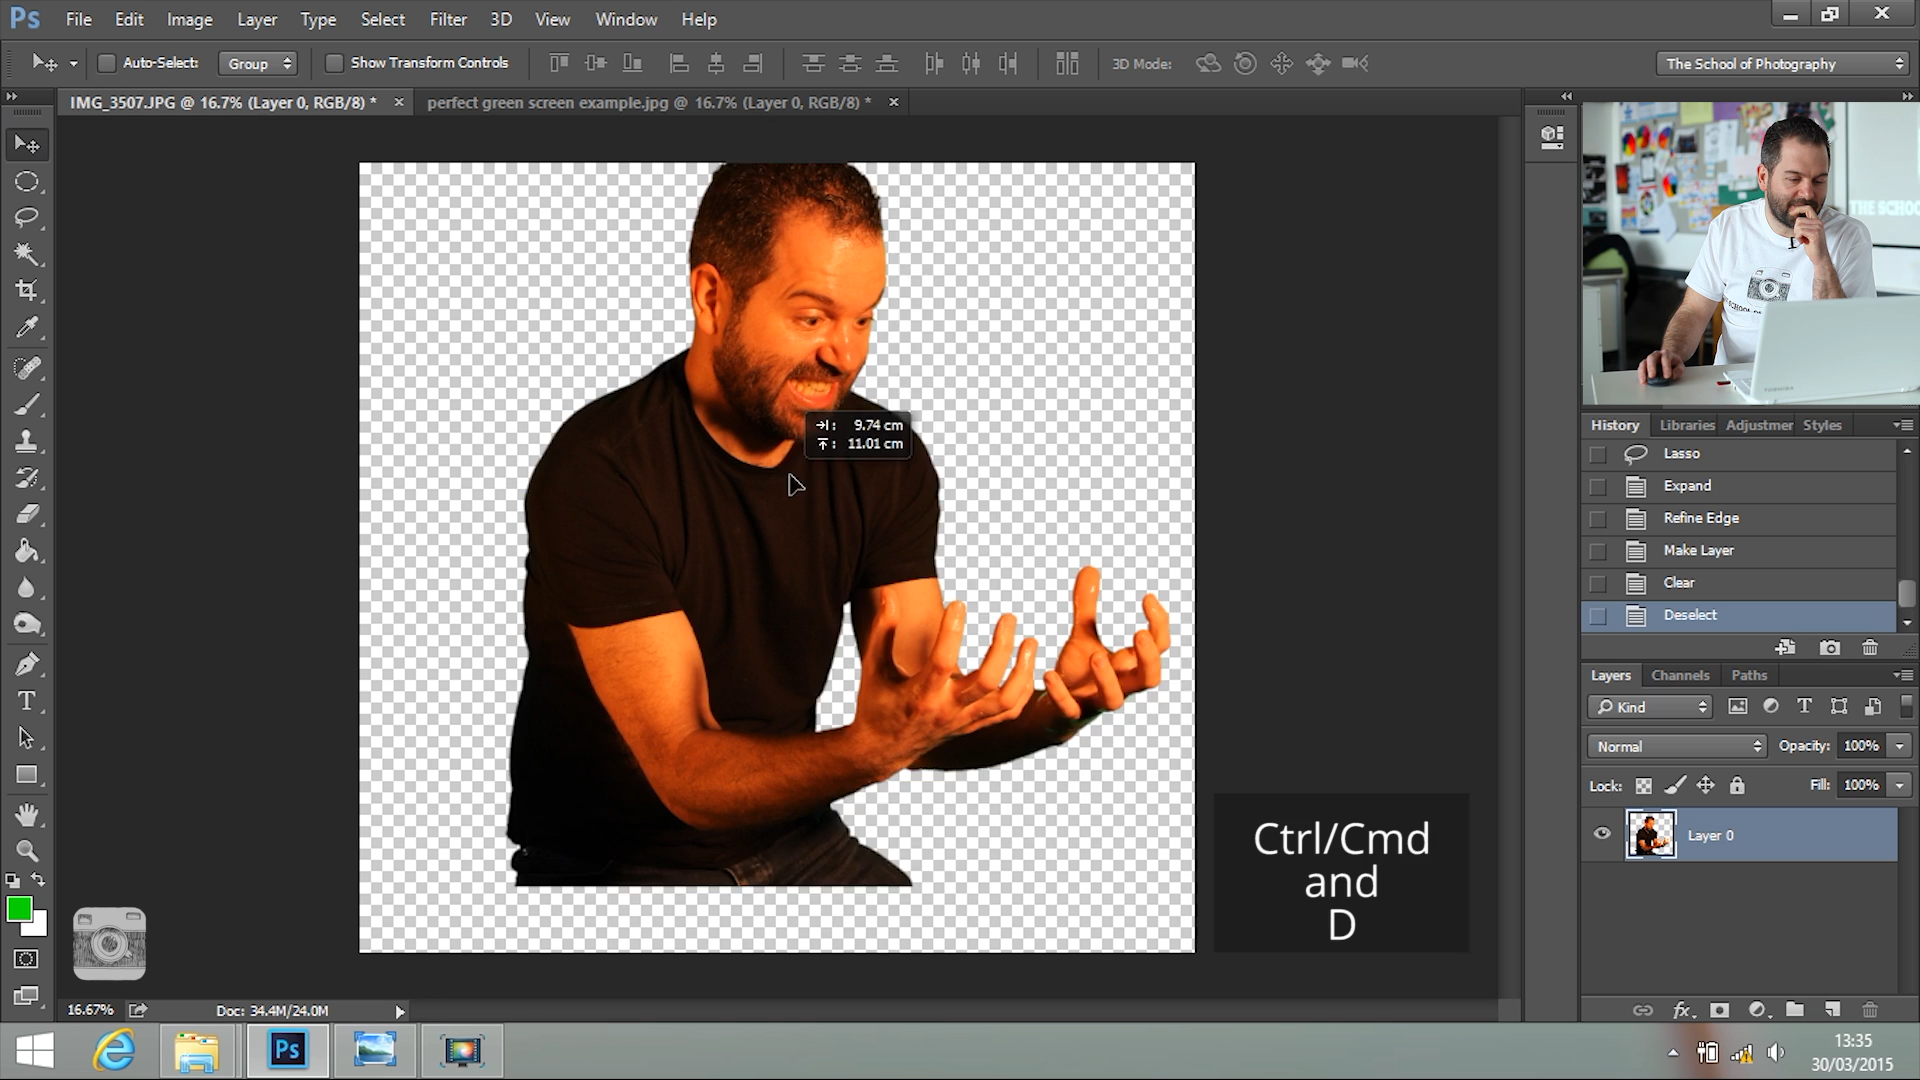 Ps File Edit Image Layer Type Select Filter 3D View Window Help
Auto-Select: Group Show Transform Controls 3D Mode: The School of Photography
IMG_3507.JPG @ 16.7% (Layer 0, RGB/8) * × perfect green screen example.jpg @ 16.7% (Layer 0, RGB/8) * ×
THE SCHOO
9.74 cm
11.01 cm
History Libraries Adjustmer Styles
Lasso
Expand
Refine Edge
Make Layer
Clear
Deselect
Layers Channels Paths
Kind
Normal Opacity: 100%
Lock: Fill: 100%
Layer 0
Ctrl/Cmd
and
D
T
16.67% Doc: 34.4M/24.0M
Ps
13:35
30/03/2015